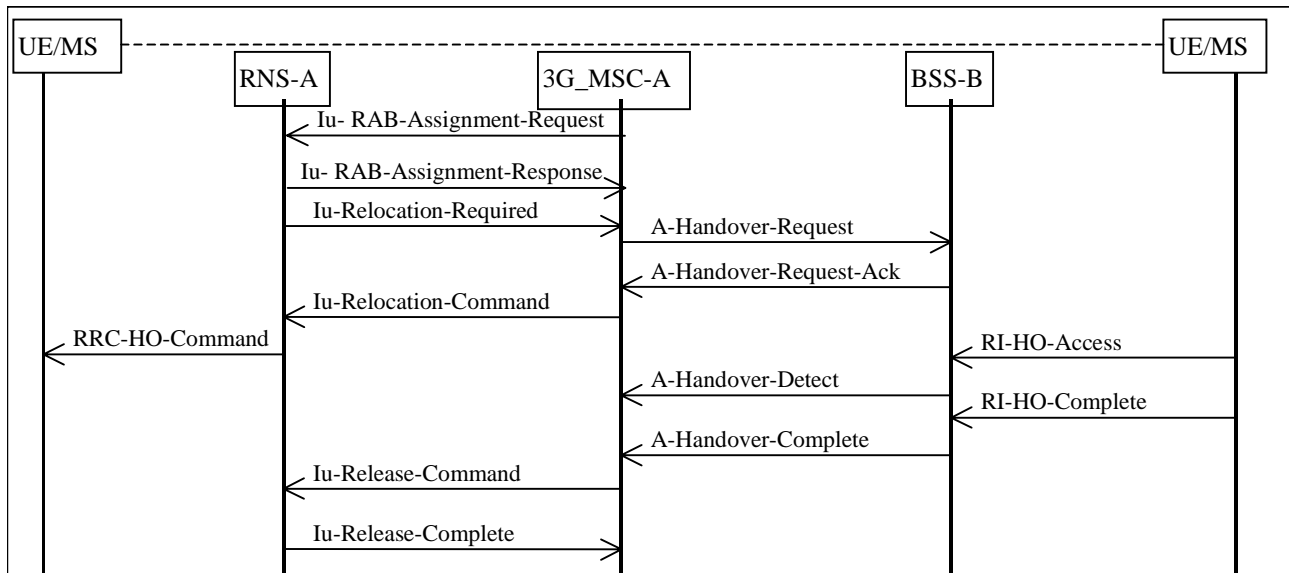 UE/MS
UE/MS
RNS-A
3G_MSC-A
BSS-B
Iu- RAB-Assignment-Request
Iu- RAB-Assignment-Response
Iu-Relocation-Required
A-Handover-Request
A-Handover-Request-Ack
Iu-Relocation-Command
RRC-HO-Command
RI-HO-Access
A-Handover-Detect
RI-HO-Complete
A-Handover-Complete
Iu-Release-Command
Iu-Release-Complete